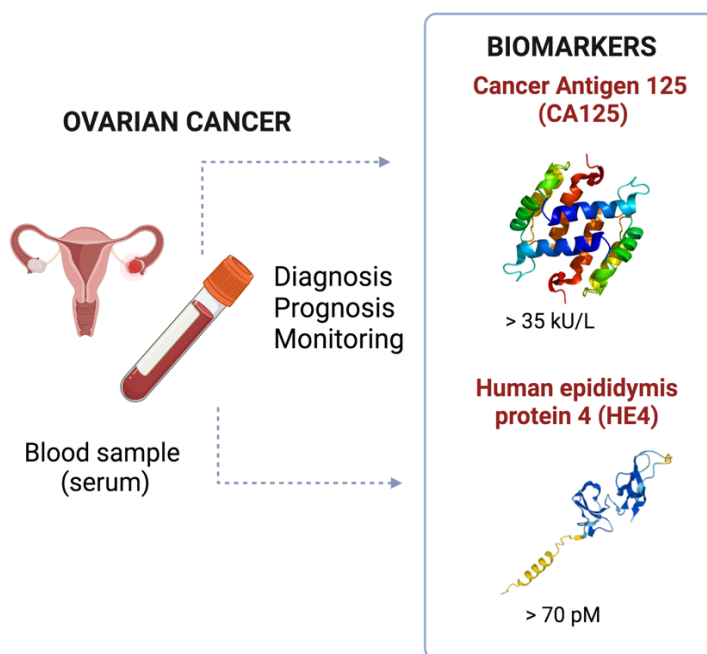 OVARIAN CANCER
Diagnosis
Prognosis
Monitoring
Blood sample
(serum)
BIOMARKERS
Cancer Antigen 125
(CA125)
> 35 kU/L
Human epididymis
protein 4 (HE4)
> 70 pM